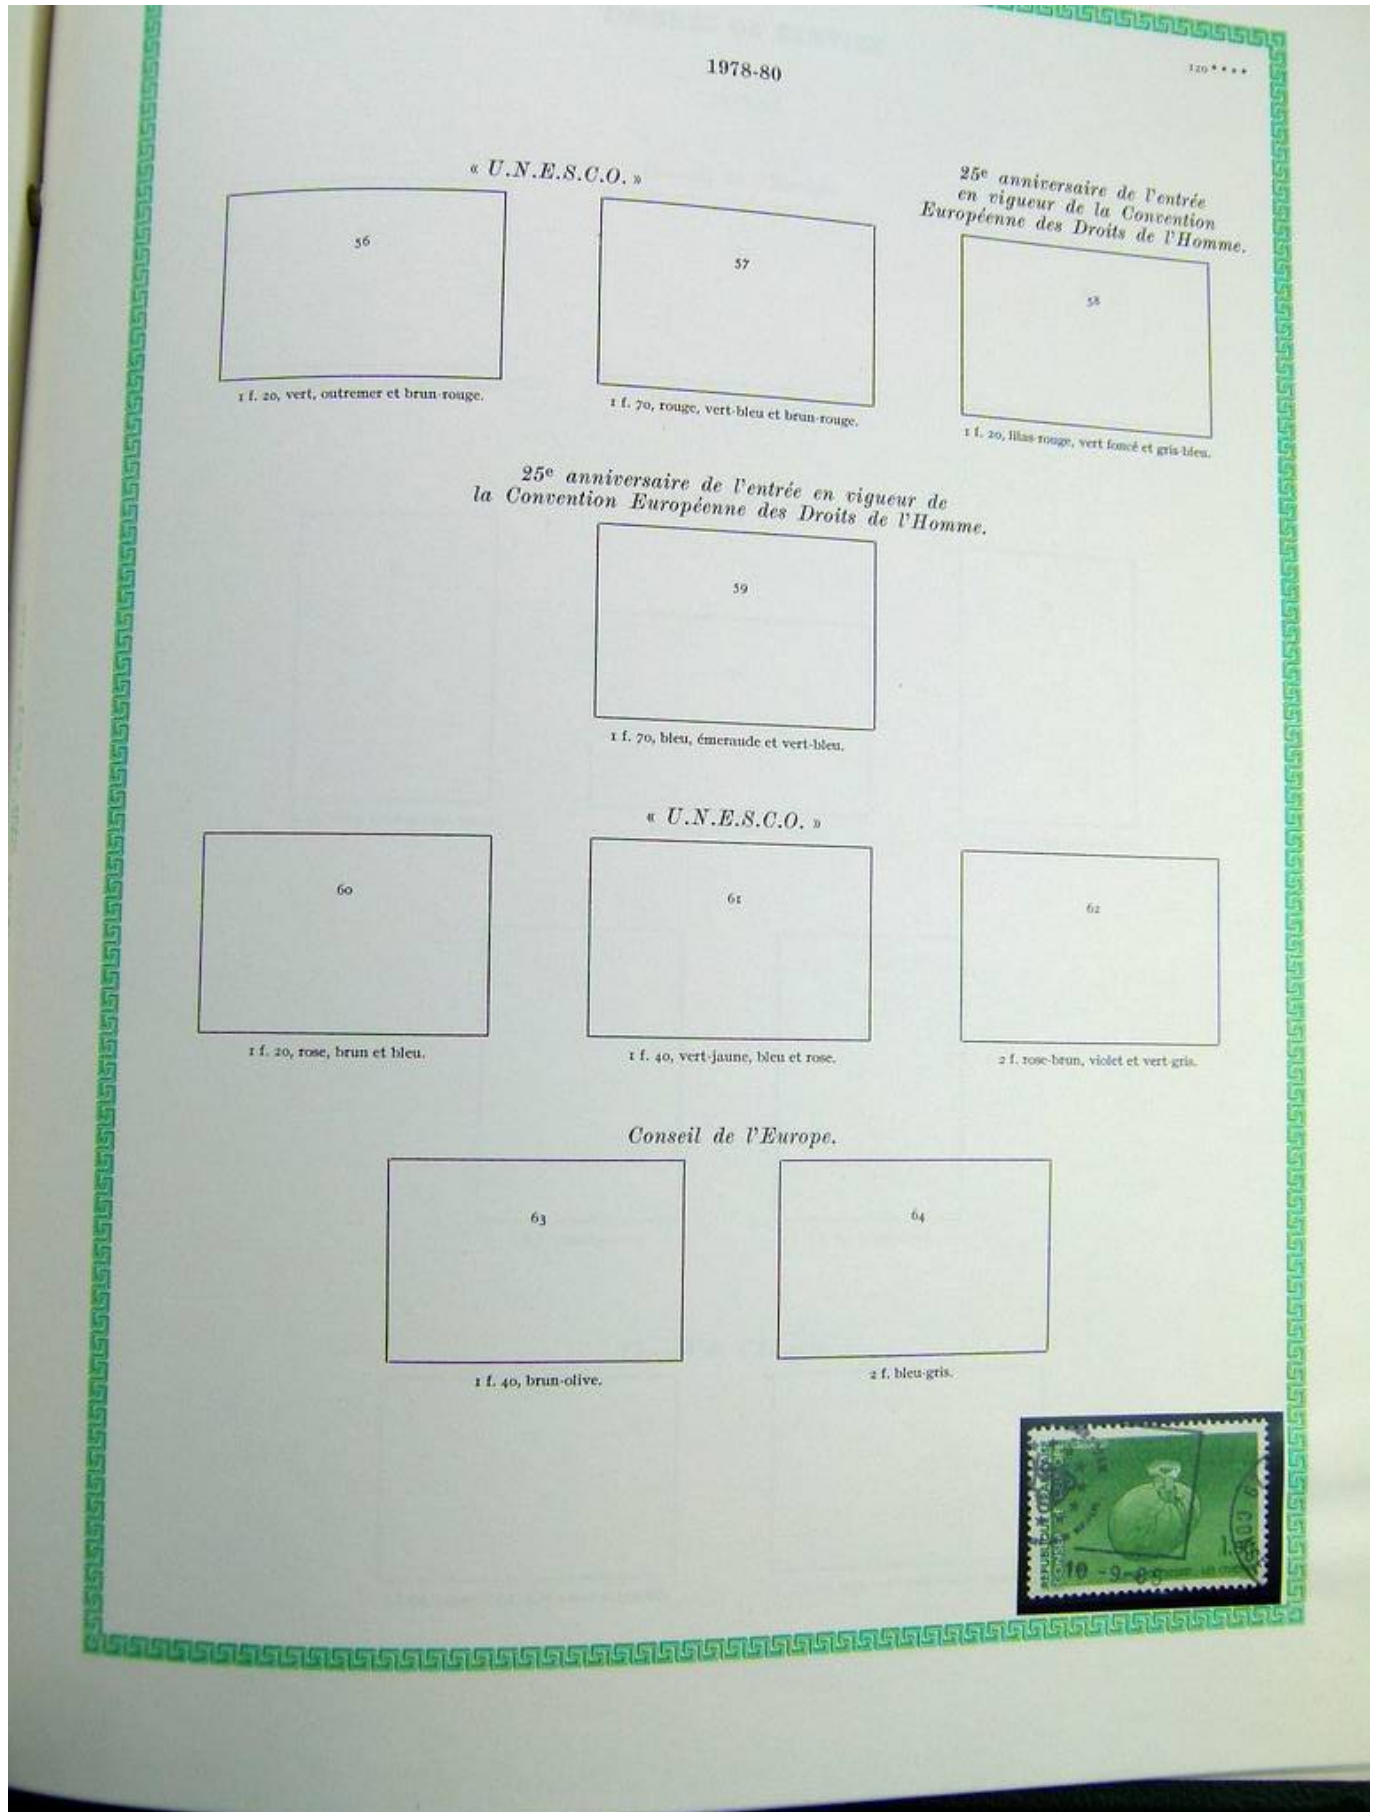 1978-80
120****
« U.N.E.S.C.O. »
25e anniversaire de l'entrée
en vigueur de la Convention
Européenne des Droits de l'Homme.
56
57
58
1 f. 20, vert, outremer et brun-rouge.
1 f. 70, rouge, vert-bleu et brun-rouge.
1 f. 20, lilas-rouge, vert foncé et gris-bleu.
25e anniversaire de l'entrée en vigueur de
la Convention Européenne des Droits de l'Homme.
59
1 f. 70, bleu, émeraude et vert-bleu.
« U.N.E.S.C.O. »
60
61
62
1 f. 20, rose, brun et bleu.
1 f. 40, vert-jaune, bleu et rose.
2 f. rose-brun, violet et vert-gris.
Conseil de l'Europe.
63
64
1 f. 40, brun-olive.
2 f. bleu-gris.
REPUBLIQUE
CONSEIL
10 -9-